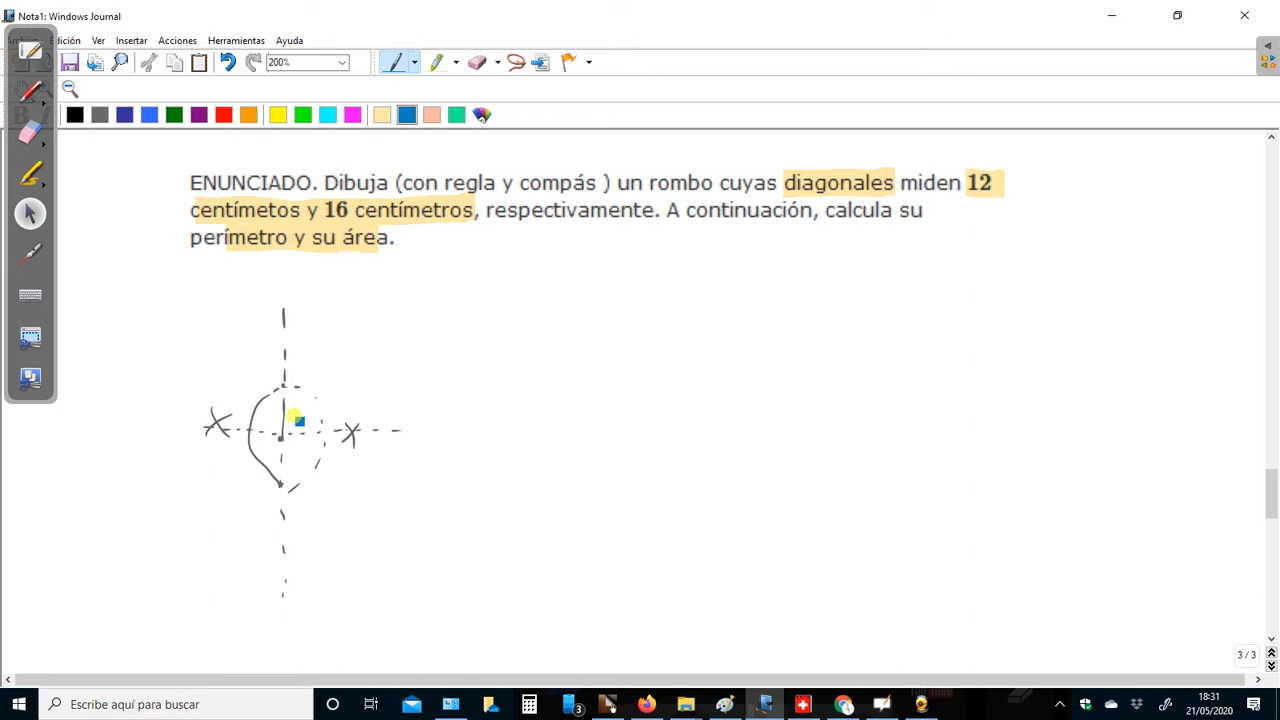 Nota1: Windows Journal
Edición Ver Insertar Acciones Herramientas Ayuda
200%
ENUNCIADO. Dibuja (con regla y compás ) un rombo cuyas diagonales miden 12
centímetos y 16 centímetros, respectivamente. A continuación, calcula su
perímetro y su área.
3 / 3
Escribe aquí para buscar
3
18:31
21/05/2020